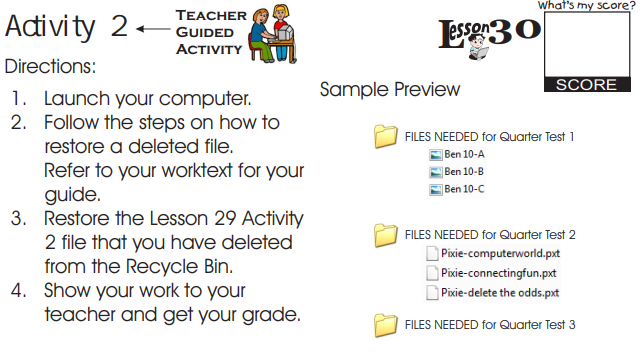 Activity 2
TEACHER
GUIDED
ACTIVITY
Lesson 30
What's my score?
SCORE
Directions:
1. Launch your computer.
2. Follow the steps on how to
restore a deleted file.
Refer to your worktext for your
guide.
3. Restore the Lesson 29 Activity
2 file that you have deleted
from the Recycle Bin.
4. Show your work to your
teacher and get your grade.
Sample Preview
FILES NEEDED for Quarter Test 1
Ben 10-A
Ben 10-B
Ben 10-C
FILES NEEDED for Quarter Test 2
Pixie-computerworld.pxt
Pixie-connectingfun.pxt
Pixie-delete the odds.pxt
FILES NEEDED for Quarter Test 3